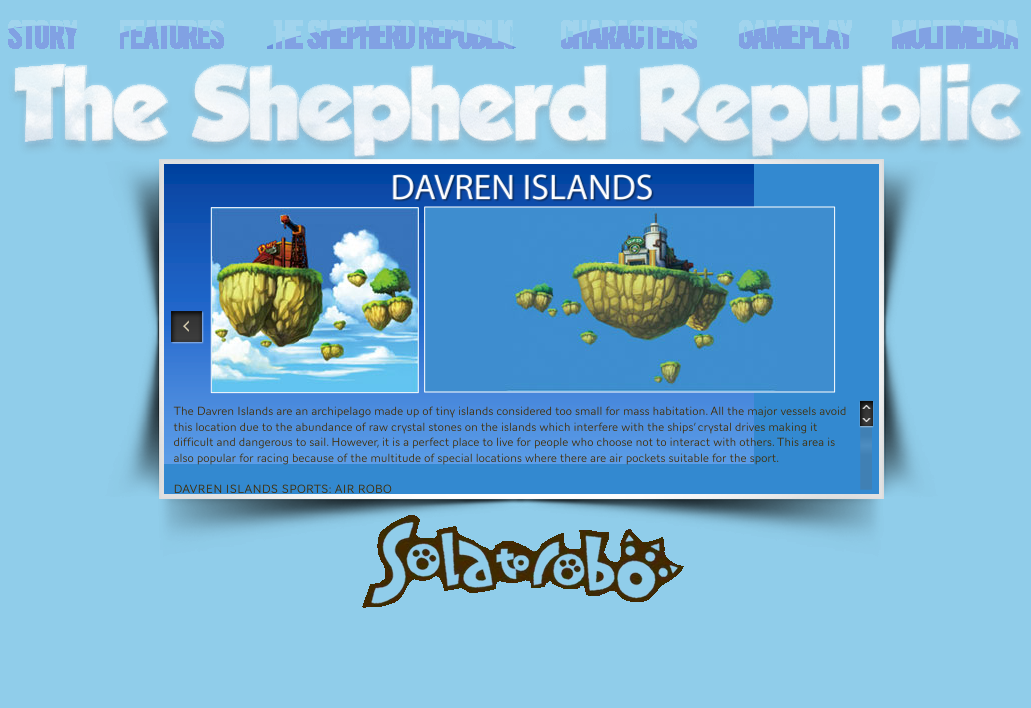 STORY FEATURES THE SHEPHERD REPUBLIC CHARACTERS GAMEPLAY MULTIMEDIA
The Shepherd Republic
DAVREN ISLANDS
The Davren Islands are an archipelago made up of tiny islands considered too small for mass habitation. All the major vessels avoid
this location due to the abundance of raw crystal stones on the islands which interfere with the ships' crystal drives making it
difficult and dangerous to sail. However, it is a perfect place to live for people who choose not to interact with others. This area is
also popular for racing because of the multitude of special locations where there are air pockets suitable for the sport.
DAVREN ISLANDS SPORTS: AIR ROBO
Solatorobo